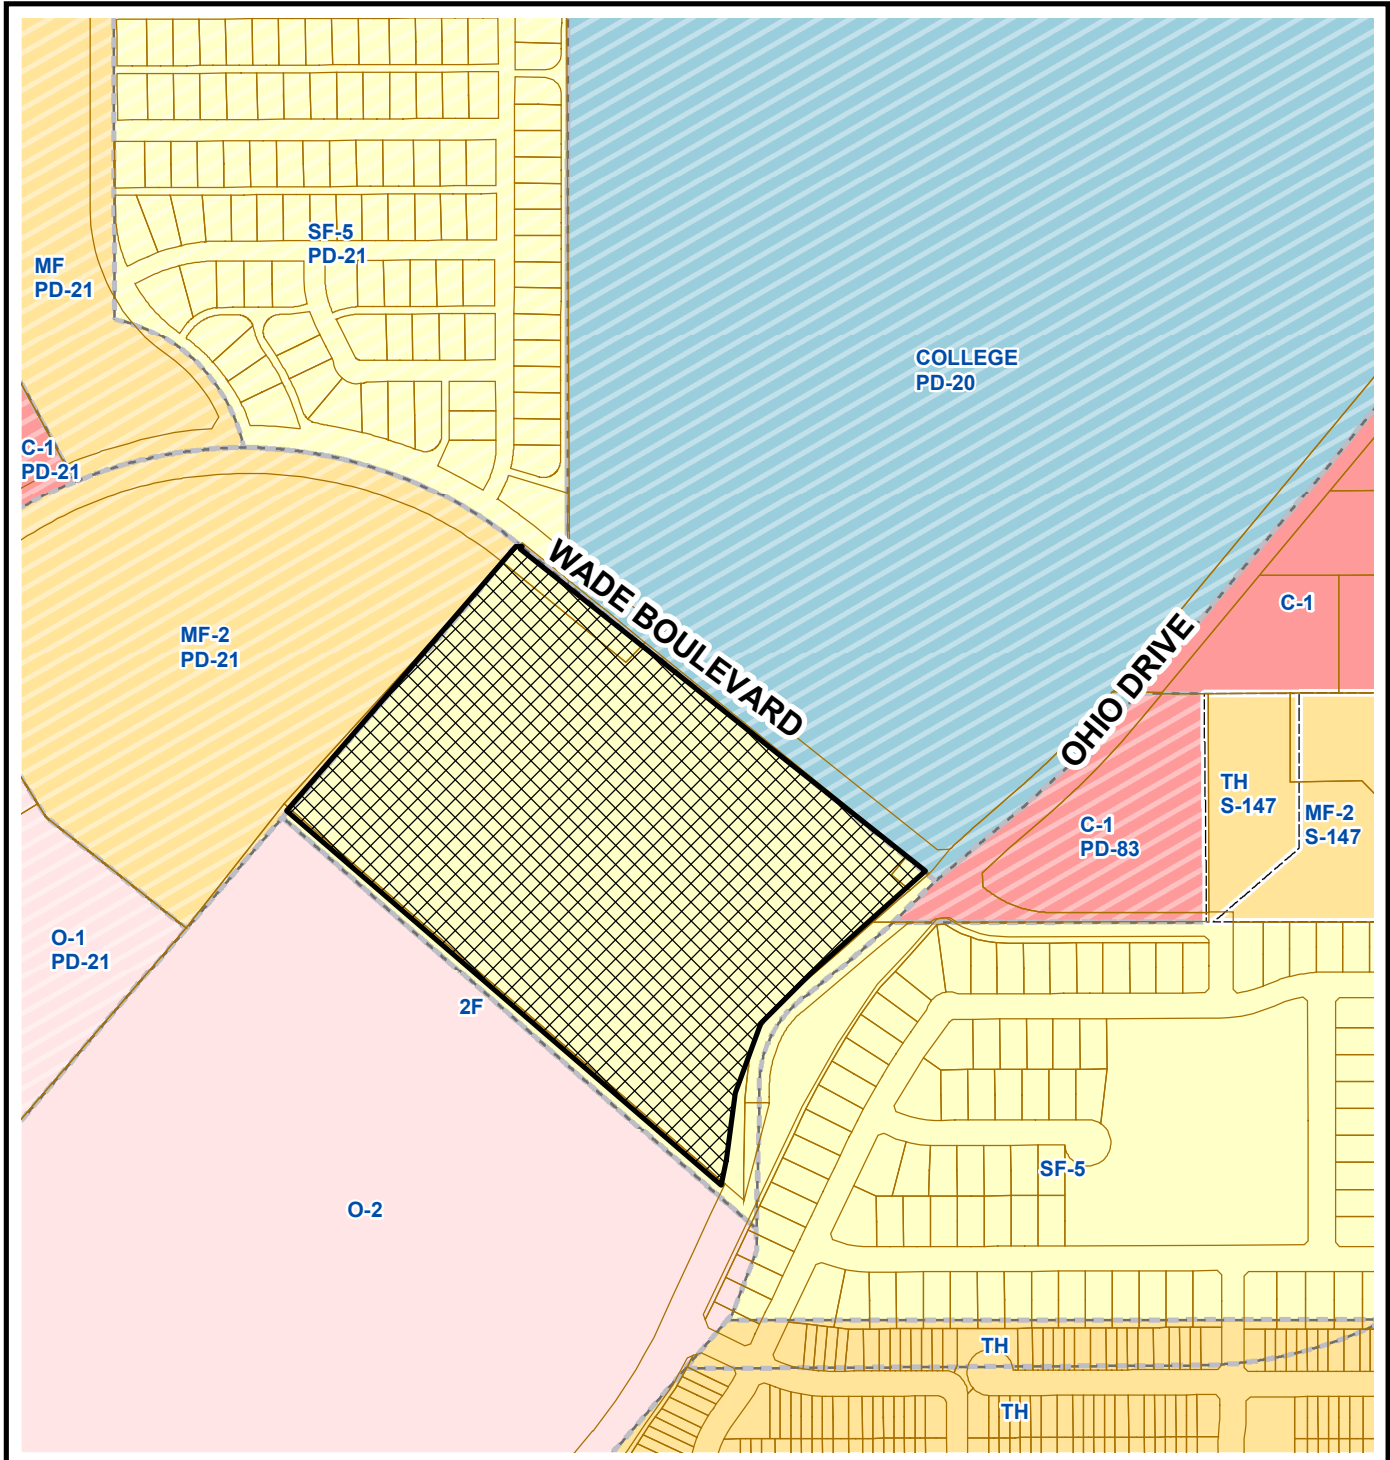 SF-5
PD-21
MF
PD-21
COLLEGE
PD-20
C-1
PD-21
WADE BOULEVARD
C-1
MF-2
PD-21
OHIO DRIVE
TH
S-147
MF-2
S-147
C-1
PD-83
O-1
PD-21
2F
SF-5
O-2
TH
TH